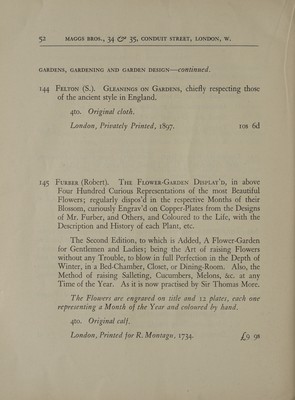 52 MAGGS BROS., 34 & 35, CONDUIT STREET, LONDON, W.
GARDENS, GARDENING AND GARDEN DESIGN—continued.
144 FELTON (S.). GLEANINGS ON GARDENS, chiefly respecting those
of the ancient style in England.
4to. Original cloth.
London, Privately Printed, 1897. 10s 6d
145 FURBER (Robert). THE FLOWER-GARDEN DISPLAY'D, in above
Four Hundred Curious Representations of the most Beautiful
Flowers; regularly dispos'd in the respective Months of their
Blossom, curiously Engrav'd on Copper-Plates from the Designs
of Mr. Furber, and Others, and Coloured to the Life, with the
Description and History of each Plant, etc.
The Second Edition, to which is Added, A Flower-Garden
for Gentlemen and Ladies; being the Art of raising Flowers
without any Trouble, to blow in full Perfection in the Depth of
Winter, in a Bed-Chamber, Closet, or Dining-Room. Also, the
Method of raising Salleting, Cucumbers, Melons, &c. at any
Time of the Year. As it is now practised by Sir Thomas More.
The Flowers are engraved on title and 12 plates, each one
representing a Month of the Year and coloured by hand.
4to. Original calf.
London, Printed for R. Montagu, 1734. £9 9s